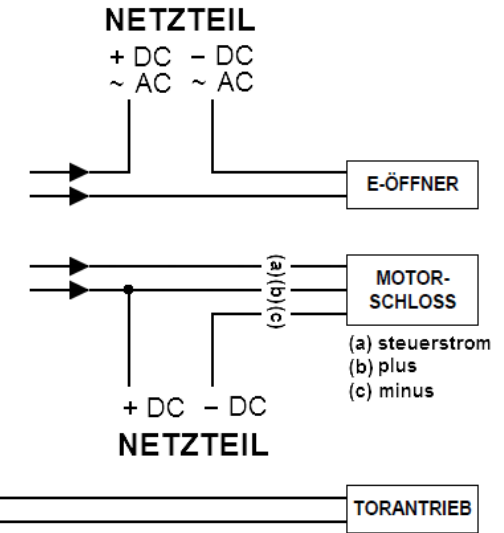 NETZTEIL
+ DC – DC
~ AC ~ AC
E-ÖFFNER
(a)
(b)
(c)
MOTOR-
SCHLOSS
(a) steuerstrom
(b) plus
(c) minus
+ DC – DC
NETZTEIL
TORANTRIEB